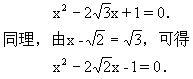 x² - 2√3x + 1 = 0.
同理，由x - √2 = √3, 可得
x² - 2√2x - 1 = 0.